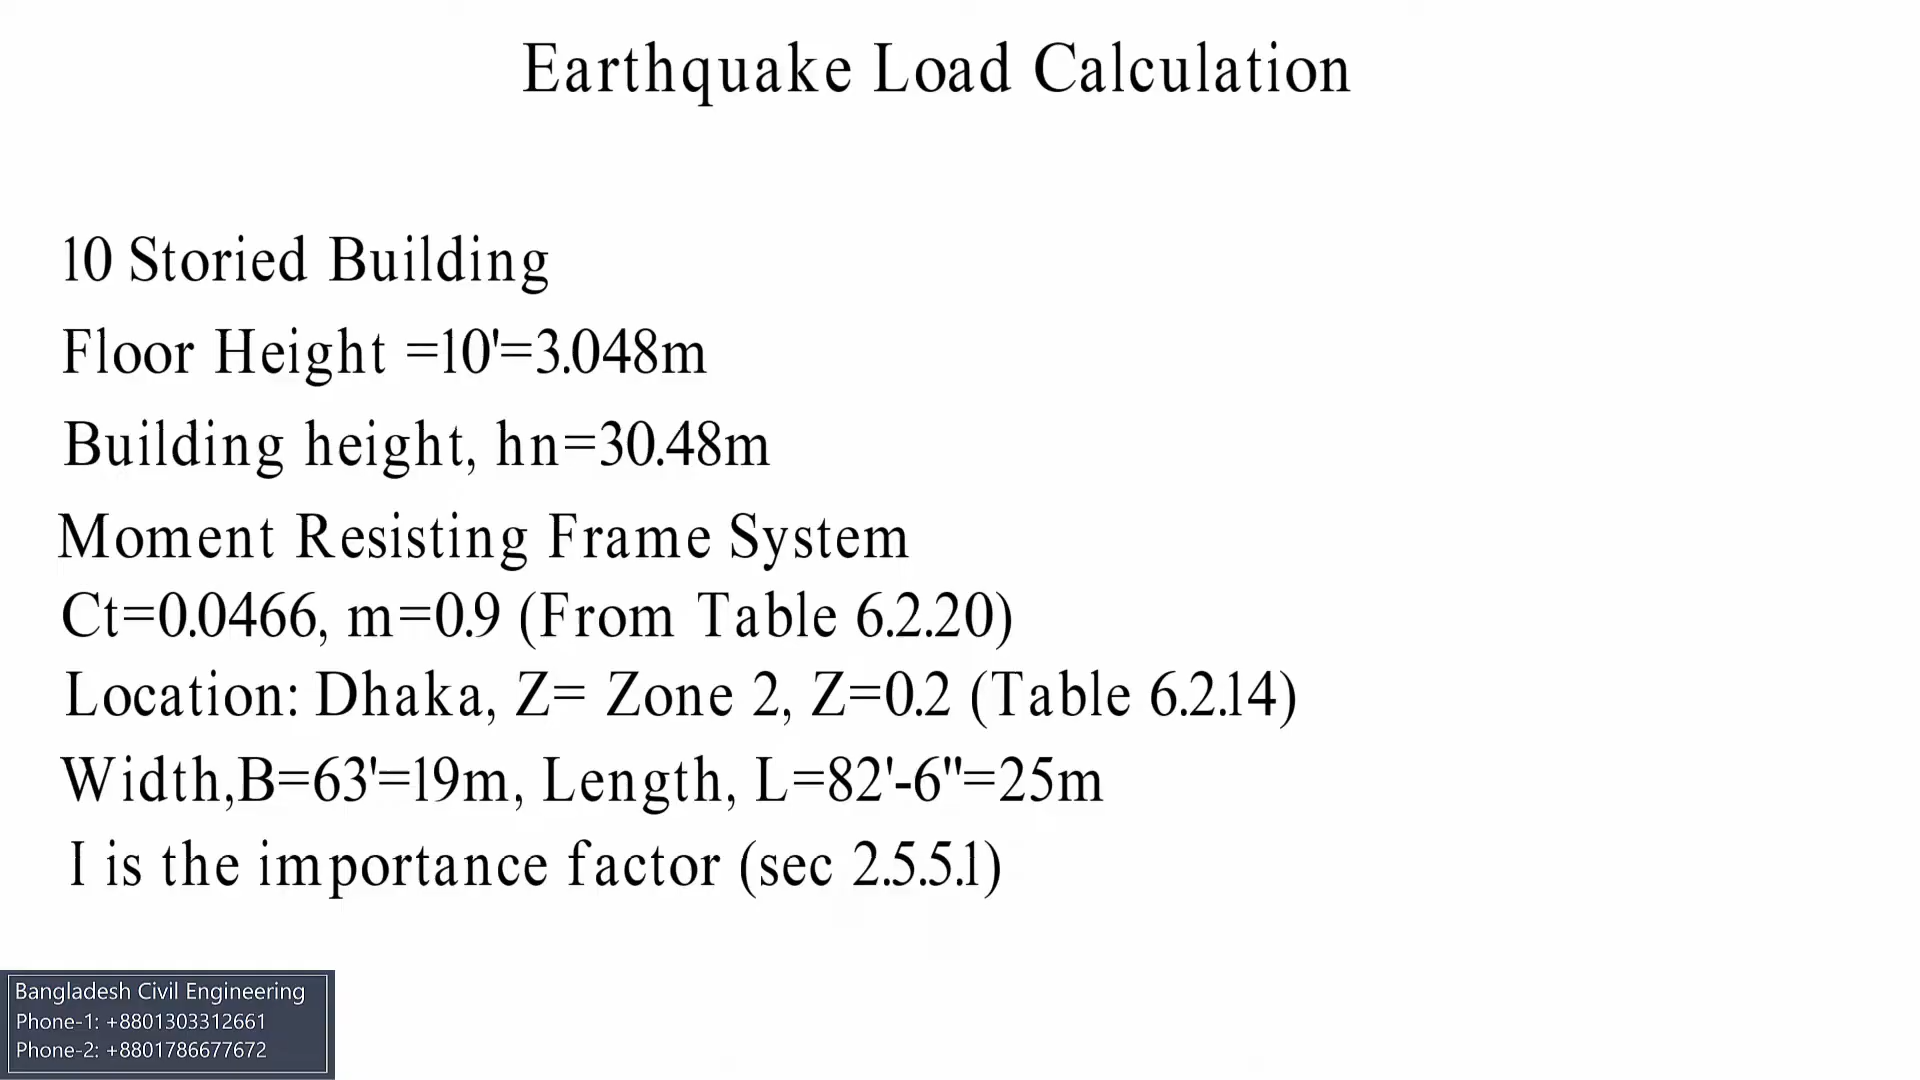 Earthquake Load Calculation
10 Storied Building
Floor Height =10'=3.048m
Building height, hn=30.48m
Moment Resisting Frame System
Ct=0.0466, m=0.9 (From Table 6.2.20)
Location: Dhaka, Z= Zone 2, Z=0.2 (Table 6.2.14)
Width,B=63'=19m, Length, L=82'-6"=25m
I is the importance factor (sec 2.5.5.1)
Bangladesh Civil Engineering
Phone-1: +8801303312661
Phone-2: +8801786677672